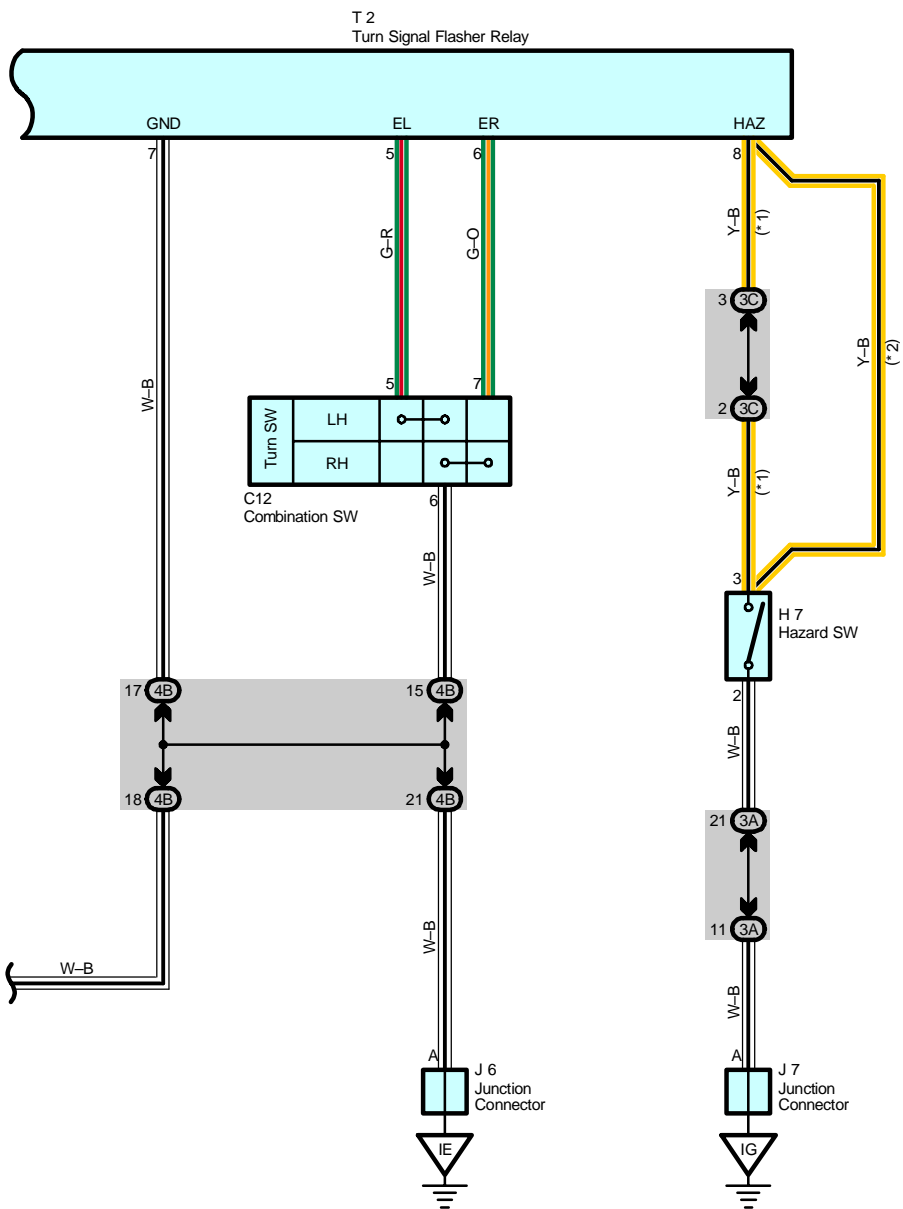 T 2
Turn Signal Flasher Relay
GND
EL
ER
HAZ
7
5
6
8
G–R
G–O
Y–B
(*1)
3 3C
Y–B
(*2)
W–B
5
7
2 3C
Turn SW
LH
RH
Y–B
(*1)
C12
Combination SW
6
W–B
3
H 7
Hazard SW
17 4B
15 4B
2
W–B
18 4B
21 4B
21 3A
11 3A
W–B
W–B
W–B
A
J 6
Junction
Connector
A
J 7
Junction
Connector
IE
IG